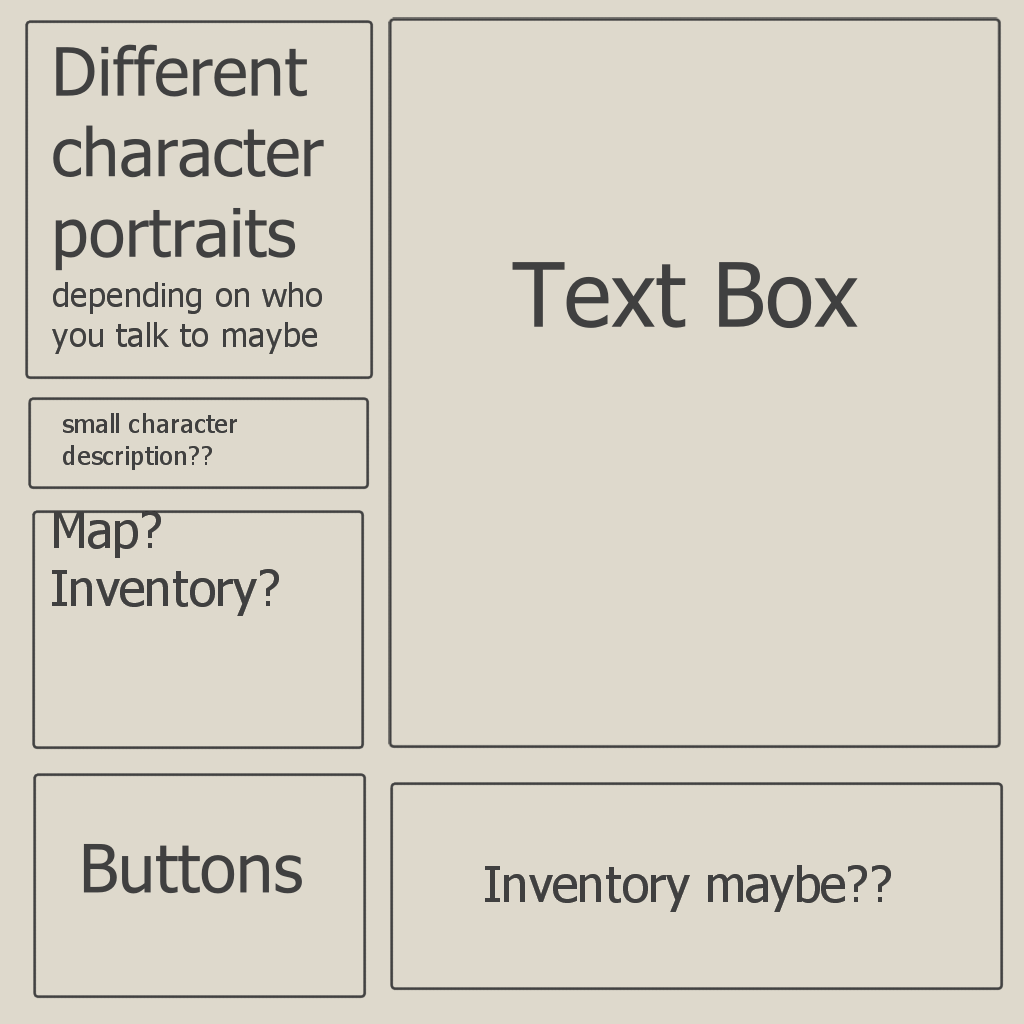 Different
character
portraits
depending on who
you talk to maybe
small character
description??
Map?
Inventory?
Buttons
Text Box
Inventory maybe??